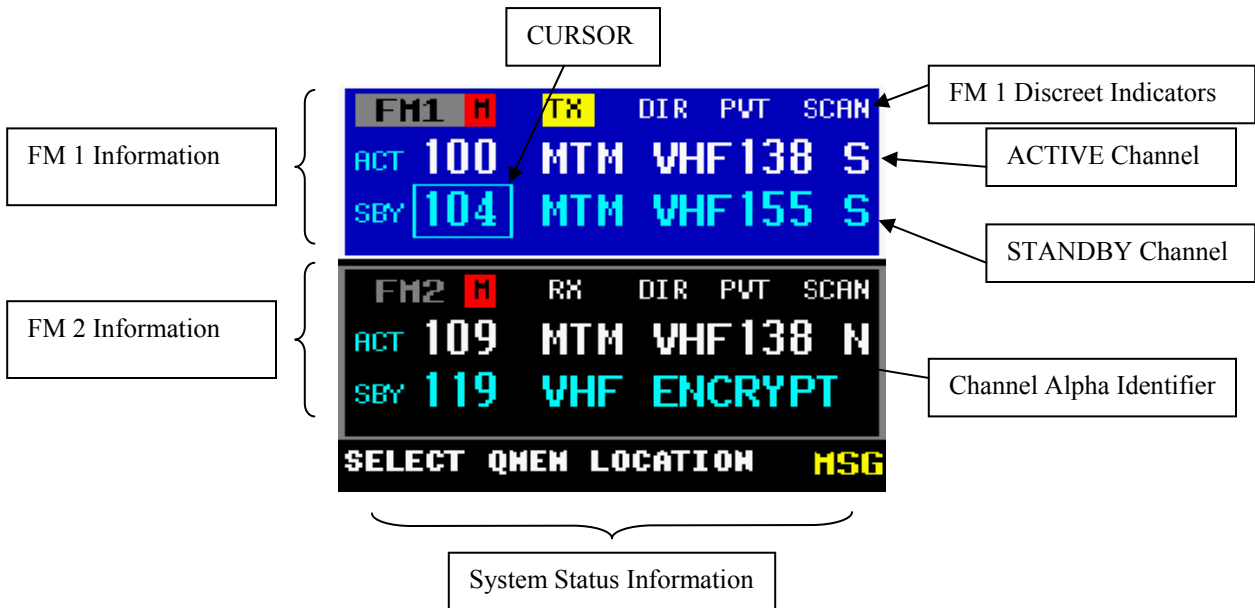 CURSOR
FM 1 Information
FM1 M TX DIR PVT SCAN
FM 1 Discreet Indicators
ACT 100 MTM VHF138 S
ACTIVE Channel
SBY 104 MTM VHF155 S
STANDBY Channel
FM 2 Information
FM2 M RX DIR PVT SCAN
ACT 109 MTM VHF138 N
SBY 119 VHF ENCRYPT
Channel Alpha Identifier
SELECT QMEM LOCATION MSG
System Status Information